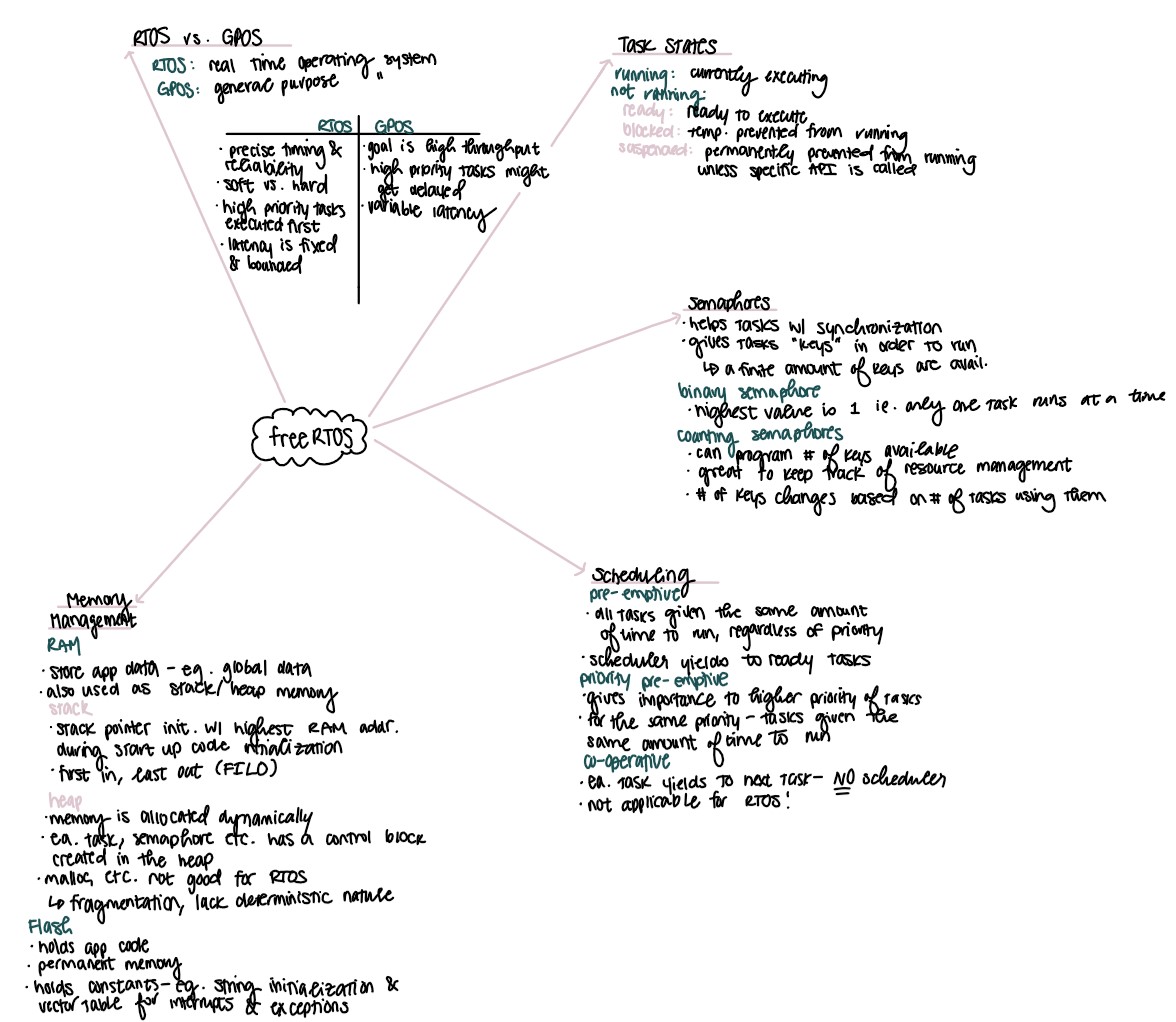 RTOS vs. GPOS
RTOS: real time operating system
GPOS: general purpose "
RTOS
· precise timing &
reliability
· soft vs. hard
· high priority tasks
executed first
· latency is fixed
& bounded
GPOS
· goal is high throughput
· high priority tasks might
get delayed
· variable latency
Task States
running: currently executing
not running:
ready: ready to execute
blocked: temp. prevented from running
suspended: permanently prevented from running
unless specific API is called
Semaphores
· helps tasks w/ synchronization
· gives tasks "keys" in order to run
↳ a finite amount of keys are avail.
binary semaphore
· highest value is 1 ie. only one task runs at a time
counting semaphores
· can program # of keys available
· great to keep track of resource management
· # of keys changes based on # of tasks using them
free RTOS
Scheduling
pre-emptive
· all tasks given the same amount
of time to run, regardless of priority
· scheduler yields to ready tasks
priority pre-emptive
· gives importance to higher priority of tasks
· for the same priority - tasks given the
same amount of time to run
co-operative
· ea. task yields to next task - NO scheduler
· not applicable for RTOS!
Memory
Management
RAM
· store app data - eg. global data
· also used as stack/heap memory
stack
· stack pointer init. w/ highest RAM addr.
during start up code initialization
· first in, last out (FILO)
heap
· memory is allocated dynamically
· ea. task, semaphore etc. has a control block
created in the heap
· malloc, etc. not good for RTOS
↳ fragmentation, lack deterministic nature
Flash
· holds app code
· permanent memory
· holds constants - eg. string initialization &
vector table for interrupts & exceptions